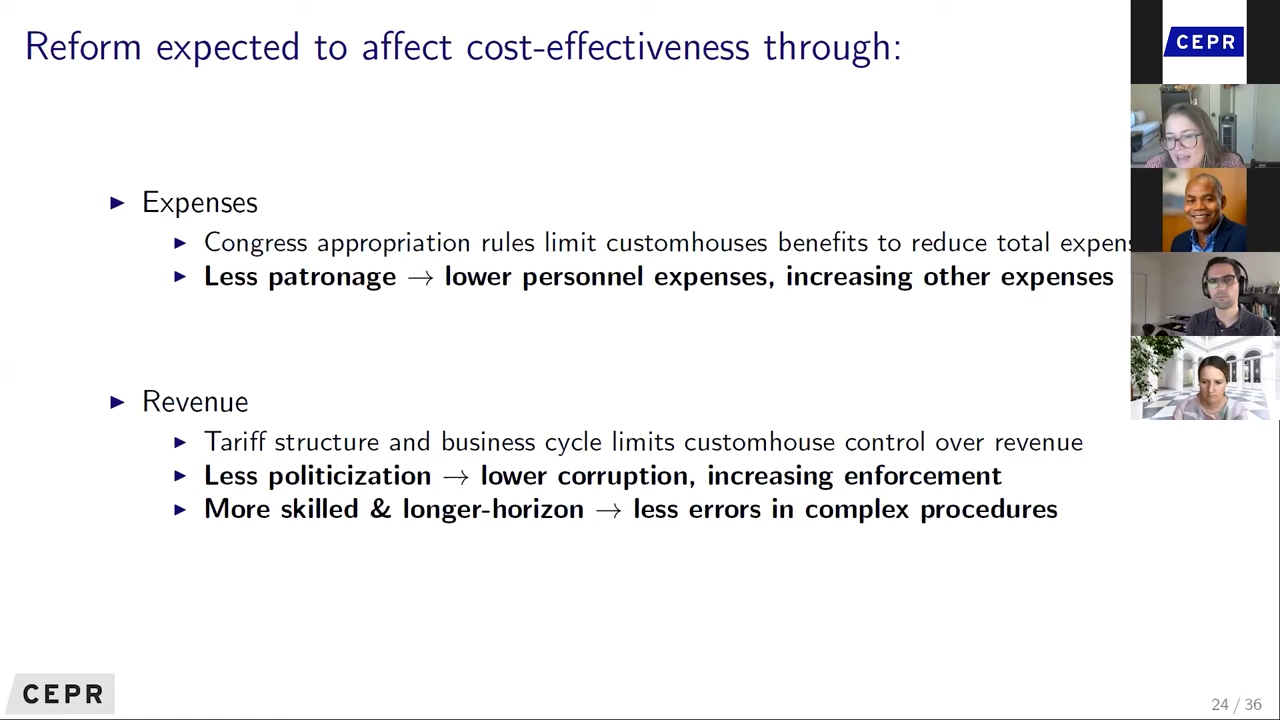 Reform expected to affect cost-effectiveness through:
CEPR
Expenses
Congress appropriation rules limit customhouses benefits to reduce total expens
Less patronage → lower personnel expenses, increasing other expenses
Revenue
Tariff structure and business cycle limits customhouse control over revenue
Less politicization → lower corruption, increasing enforcement
More skilled & longer-horizon → less errors in complex procedures
CEPR
24 / 36